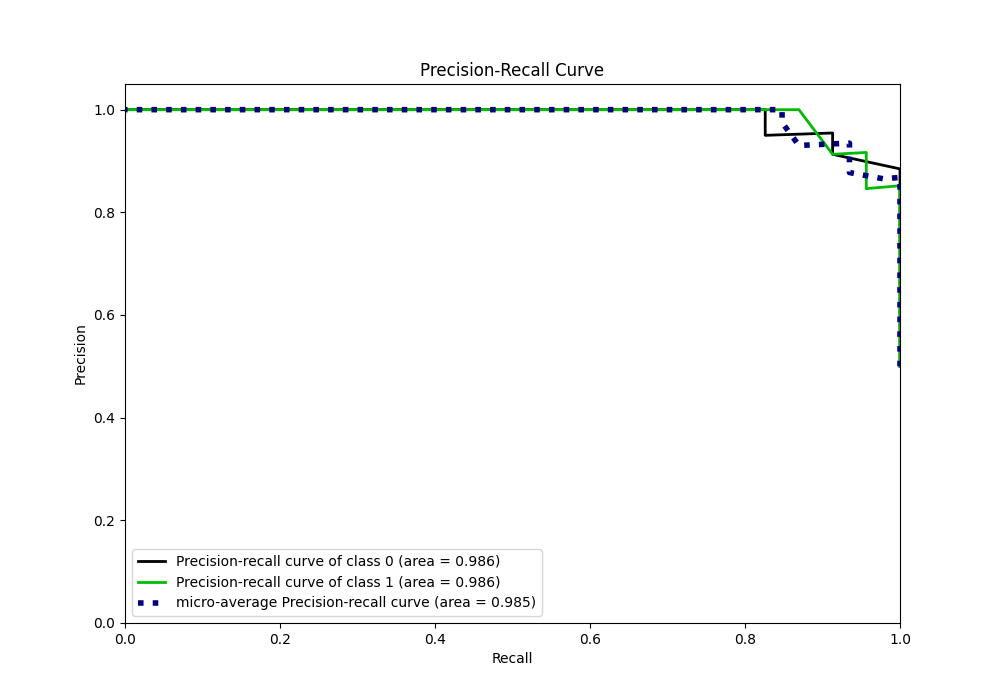 Precision-Recall Curve
1.0
0.8
0.6
0.4
0.2
0.0
Precision
Precision-recall curve of class 0 (area = 0.986)
Precision-recall curve of class 1 (area = 0.986)
micro-average Precision-recall curve (area = 0.985)
0.0 0.2 0.4 0.6 0.8 1.0
Recall